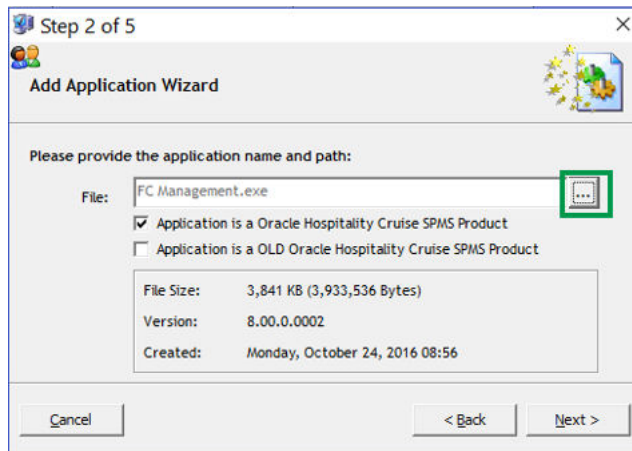 Step 2 of 5
Add Application Wizard
Please provide the application name and path:
File: FC Management.exe ...
Application is a Oracle Hospitality Cruise SPMS Product
Application is a OLD Oracle Hospitality Cruise SPMS Product
File Size: 3,841 KB (3,933,536 Bytes)
Version: 8.00.0.0002
Created: Monday, October 24, 2016 08:56
Cancel < Back Next >